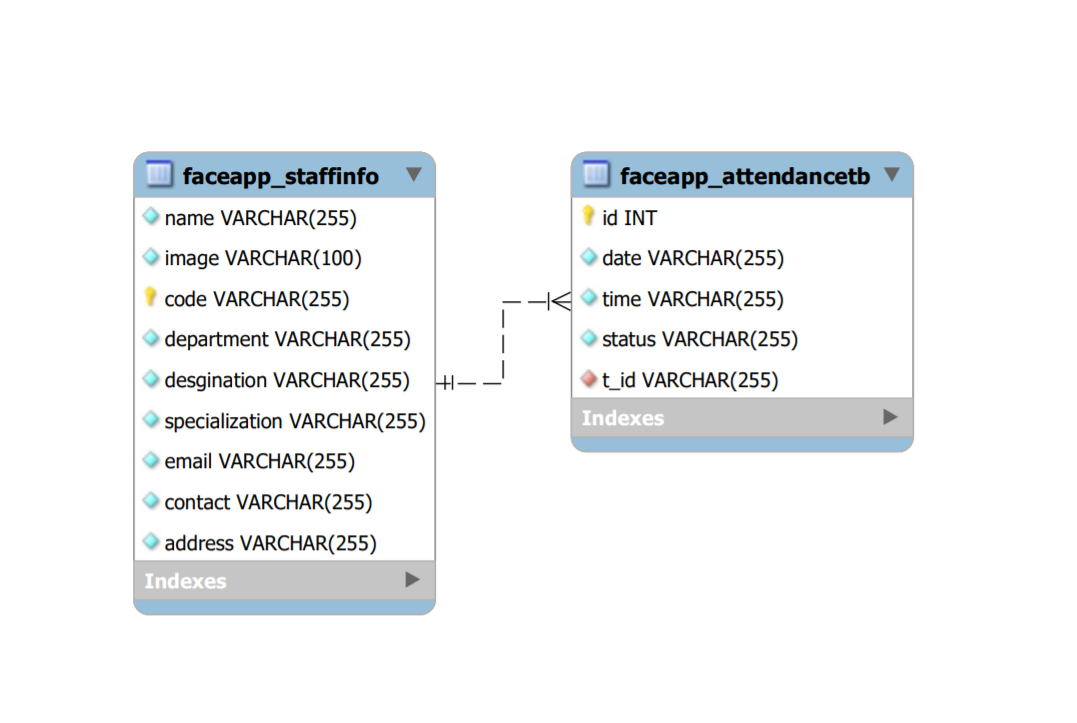 faceapp_staffinfo
name VARCHAR(255)
image VARCHAR(100)
code VARCHAR(255)
department VARCHAR(255)
desgination VARCHAR(255)
specialization VARCHAR(255)
email VARCHAR(255)
contact VARCHAR(255)
address VARCHAR(255)
Indexes
faceapp_attendancetb
id INT
date VARCHAR(255)
time VARCHAR(255)
status VARCHAR(255)
t_id VARCHAR(255)
Indexes